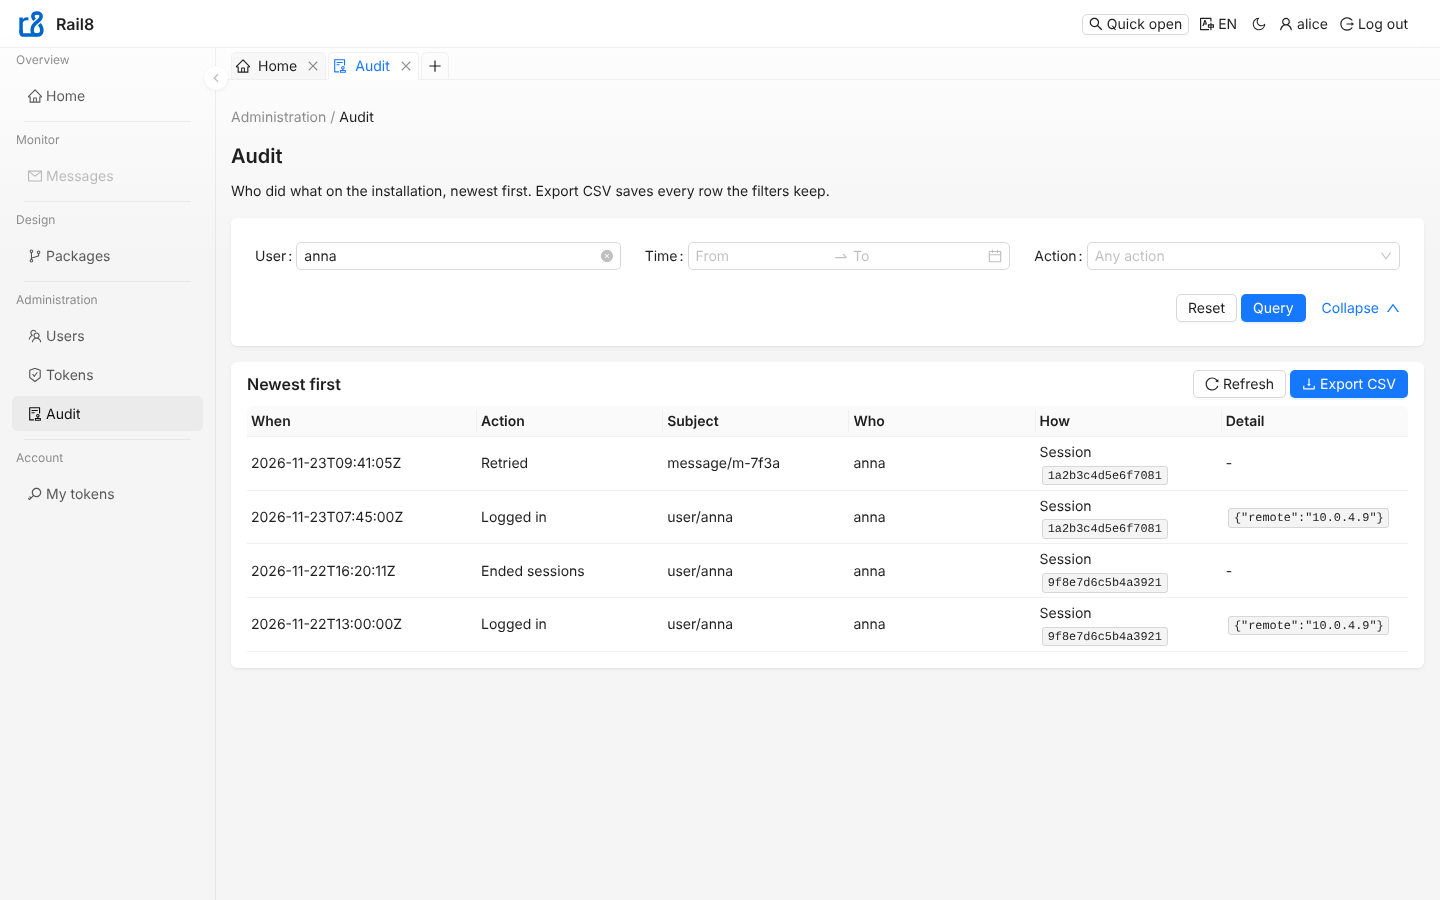 Rail8
Quick open
EN
alice
Log out
Overview
Home
Monitor
Messages
Design
Packages
Administration
Users
Tokens
Audit
Account
My tokens
Home
Audit
Administration / Audit
Audit
Who did what on the installation, newest first. Export CSV saves every row the filters keep.
User: anna
Time: From To
Action: Any action
Reset Query Collapse
Newest first
Refresh Export CSV
When Action Subject Who How Detail
2026-11-23T09:41:05Z Retried message/m-7f3a anna Session 1a2b3c4d5e6f7081 -
2026-11-23T07:45:00Z Logged in user/anna anna Session 1a2b3c4d5e6f7081 {"remote":"10.0.4.9"}
2026-11-22T16:20:11Z Ended sessions user/anna anna Session 9f8e7d6c5b4a3921 -
2026-11-22T13:00:00Z Logged in user/anna anna Session 9f8e7d6c5b4a3921 {"remote":"10.0.4.9"}